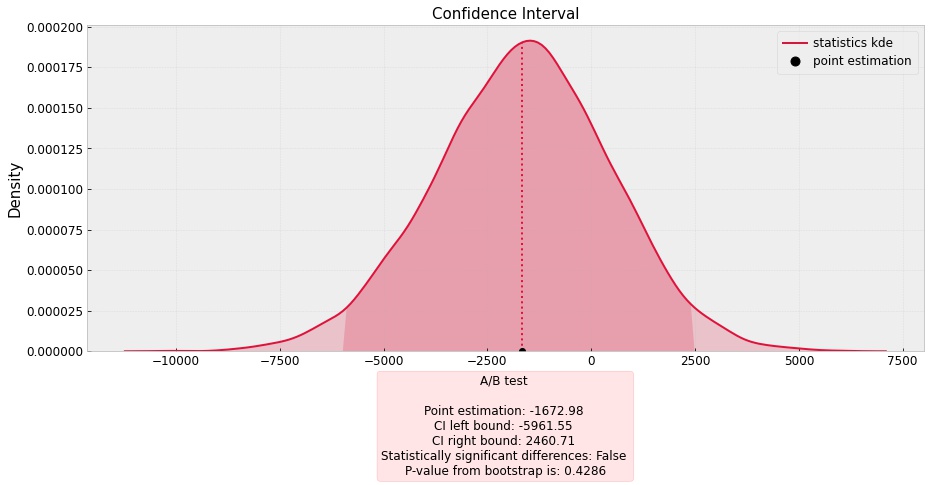 Confidence Interval
statistics kde
point estimation
Density
0.000200
0.000175
0.000150
0.000125
0.000100
0.000075
0.000050
0.000025
0.000000
−10000 −7500 −5000 −2500 0 2500 5000 7500
A/B test
Point estimation: -1672.98
CI left bound: -5961.55
CI right bound: 2460.71
Statistically significant differences: False
P-value from bootstrap is: 0.4286